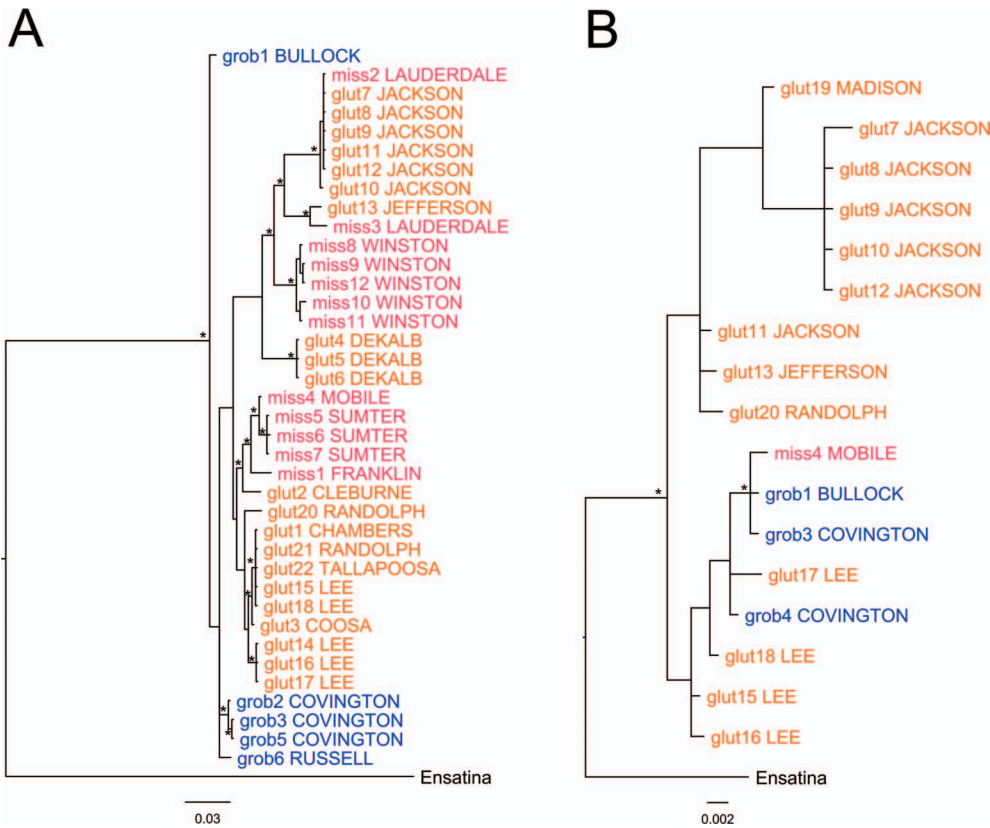 A
grob1 BULLOCK
miss2 LAUDERDALE
glut7 JACKSON
glut8 JACKSON
glut9 JACKSON
glut11 JACKSON
glut12 JACKSON
glut10 JACKSON
glut13 JEFFERSON
miss3 LAUDERDALE
miss8 WINSTON
miss9 WINSTON
miss12 WINSTON
miss10 WINSTON
miss11 WINSTON
glut4 DEKALB
glut5 DEKALB
glut6 DEKALB
miss4 MOBILE
miss5 SUMTER
miss6 SUMTER
miss7 SUMTER
miss1 FRANKLIN
glut2 CLEBURNE
glut20 RANDOLPH
glut1 CHAMBERS
glut21 RANDOLPH
glut22 TALLAPOOSA
glut15 LEE
glut18 LEE
glut3 COOSA
glut14 LEE
glut16 LEE
glut17 LEE
grob2 COVINGTON
grob3 COVINGTON
grob5 COVINGTON
grob6 RUSSELL
Ensatina
0.03
B
glut19 MADISON
glut7 JACKSON
glut8 JACKSON
glut9 JACKSON
glut10 JACKSON
glut12 JACKSON
glut11 JACKSON
glut13 JEFFERSON
glut20 RANDOLPH
miss4 MOBILE
grob1 BULLOCK
grob3 COVINGTON
glut17 LEE
grob4 COVINGTON
glut18 LEE
glut15 LEE
glut16 LEE
Ensatina
0.002